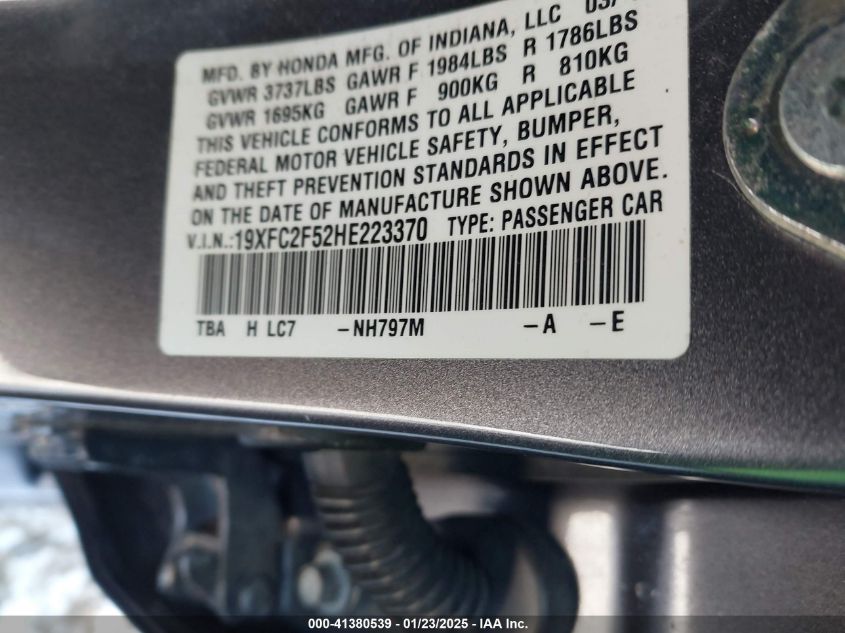 MFD. BY HONDA MFG. OF INDIANA, LLC
GVWR 3737LBS GAWR F 1984LBS R 1786LBS
GVWR 1695KG GAWR F 900KG R 810KG
THIS VEHICLE CONFORMS TO ALL APPLICABLE
FEDERAL MOTOR VEHICLE SAFETY, BUMPER,
AND THEFT PREVENTION STANDARDS IN EFFECT
ON THE DATE OF MANUFACTURE SHOWN ABOVE.
V.I.N.:19XFC2F52HE223370 TYPE: PASSENGER CAR
TBA H LC7 -NH797M -A -E
000-41380539 - 01/23/2025 - IAA Inc.